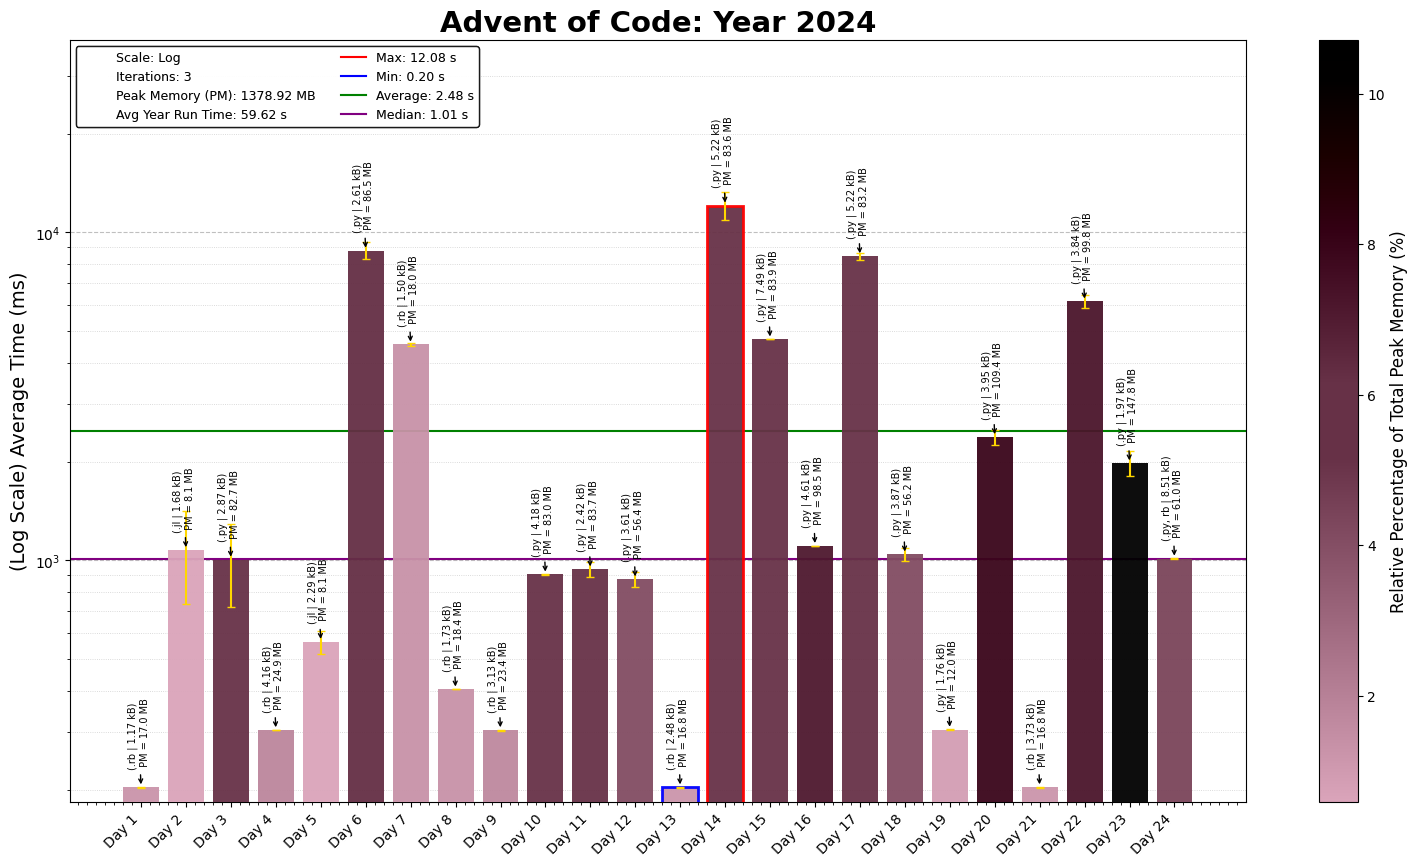 Advent of Code: Year 2024
Scale: Log
Iterations: 3
Peak Memory (PM): 1378.92 MB
Avg Year Run Time: 59.62 s
Max: 12.08 s
Min: 0.20 s
Average: 2.48 s
Median: 1.01 s
(Log Scale) Average Time (ms)
10⁴
10³
(.rb | 1.17 kB)
PM = 17.0 MB
(.jl | 1.68 kB)
PM = 8.1 MB
(.py | 2.87 kB)
PM = 82.7 MB
(.rb | 4.16 kB)
PM = 24.9 MB
(.jl | 2.29 kB)
PM = 8.1 MB
(.py | 2.61 kB)
PM = 86.5 MB
(.rb | 1.50 kB)
PM = 18.0 MB
(.rb | 1.73 kB)
PM = 18.4 MB
(.rb | 3.13 kB)
PM = 23.4 MB
(.py | 4.18 kB)
PM = 83.0 MB
(.py | 2.42 kB)
PM = 83.7 MB
(.py | 3.61 kB)
PM = 56.4 MB
(.rb | 2.48 kB)
PM = 16.8 MB
(.py | 5.22 kB)
PM = 83.6 MB
(.py | 7.49 kB)
PM = 83.9 MB
(.py | 4.61 kB)
PM = 98.5 MB
(.py | 5.22 kB)
PM = 83.2 MB
(.py | 3.87 kB)
PM = 56.2 MB
(.py | 1.76 kB)
PM = 12.0 MB
(.py | 3.95 kB)
PM = 109.4 MB
(.rb | 3.73 kB)
PM = 16.8 MB
(.py | 3.84 kB)
PM = 99.8 MB
(.py | 1.97 kB)
PM = 147.8 MB
(.py, rb | 8.51 kB)
PM = 61.0 MB
Day 1
Day 2
Day 3
Day 4
Day 5
Day 6
Day 7
Day 8
Day 9
Day 10
Day 11
Day 12
Day 13
Day 14
Day 15
Day 16
Day 17
Day 18
Day 19
Day 20
Day 21
Day 22
Day 23
Day 24
10
8
6
4
2
Relative Percentage of Total Peak Memory (%)